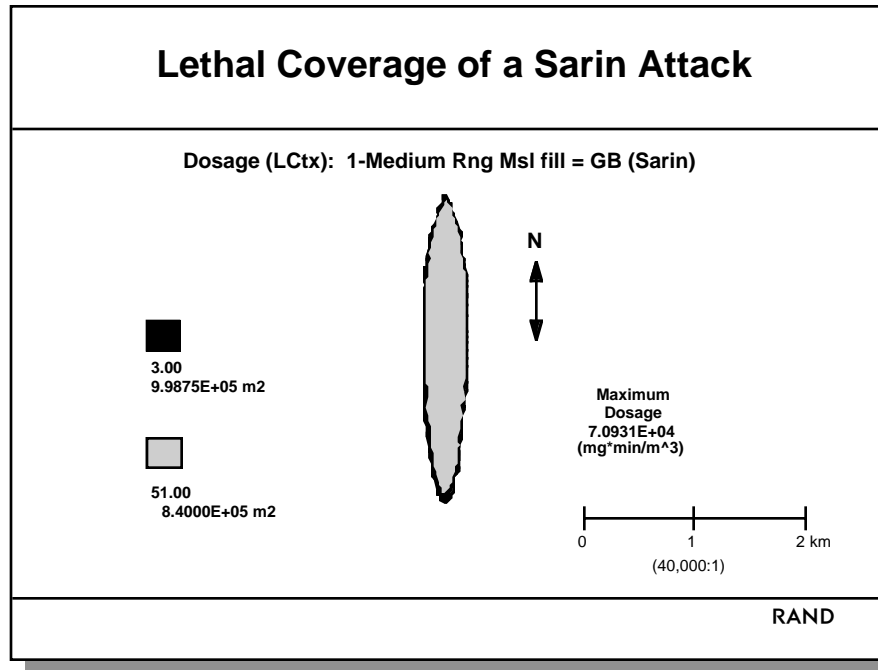 Lethal Coverage of a Sarin Attack
Dosage (LCtx): 1-Medium Rng Msl fill = GB (Sarin)
N
3.00
9.9875E+05 m2
51.00
8.4000E+05 m2
Maximum
Dosage
7.0931E+04
(mg*min/m^3)
0 1 2 km
(40,000:1)
RAND